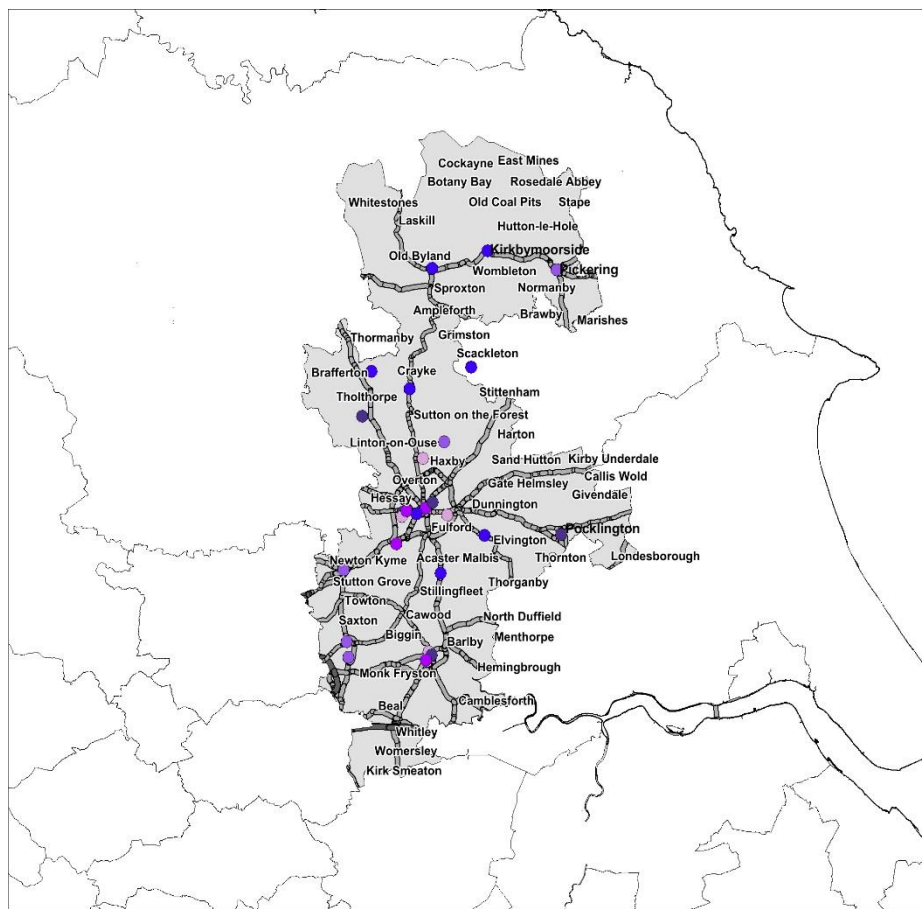 Cockayne
East Mines
Botany Bay
Rosedale Abbey
Whitestones
Old Coal Pits
Stape
Laskill
Hutton-le-Hole
Kirkbymoorside
Old Byland
Wombleton
Pickering
Sproxton
Normanby
Ampleforth
Brawby
Marishes
Thormanby
Grimston
Scackleton
Brafferton
Crayke
Tholthorpe
Stittenham
Sutton on the Forest
Harton
Linton-on-Ouse
Haxby
Sand Hutton
Kirby Underdale
Overton
Callis Wold
Gate Helmsley
Givendale
Hessay
Dunnington
Fulford
Pocklington
Elvington
Acaster Malbis
Thornton
Londesborough
Newton Kyme
Stutton Grove
Thorganby
Stillingfleet
Towton
Cawood
North Duffield
Saxton
Biggin
Barlby
Menthorpe
Hemingbrough
Monk Fryston
Camblesforth
Beal
Whitley
Womersley
Kirk Smeaton